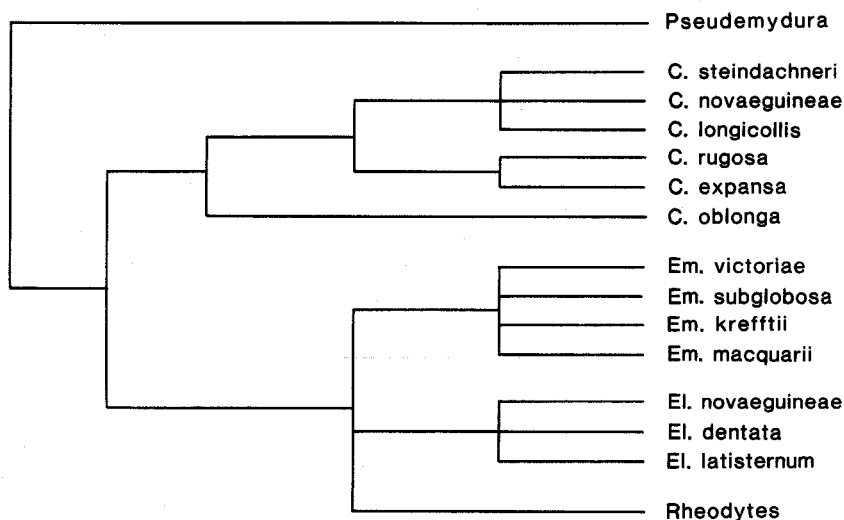 Pseudemydura
C. steindachneri
C. novaeguineae
C. longicollis
C. rugosa
C. expansa
C. oblonga
Em. victoriae
Em. subglobosa
Em. krefftii
Em. macquarii
El. novaeguineae
El. dentata
El. latisternum
Rheodytes